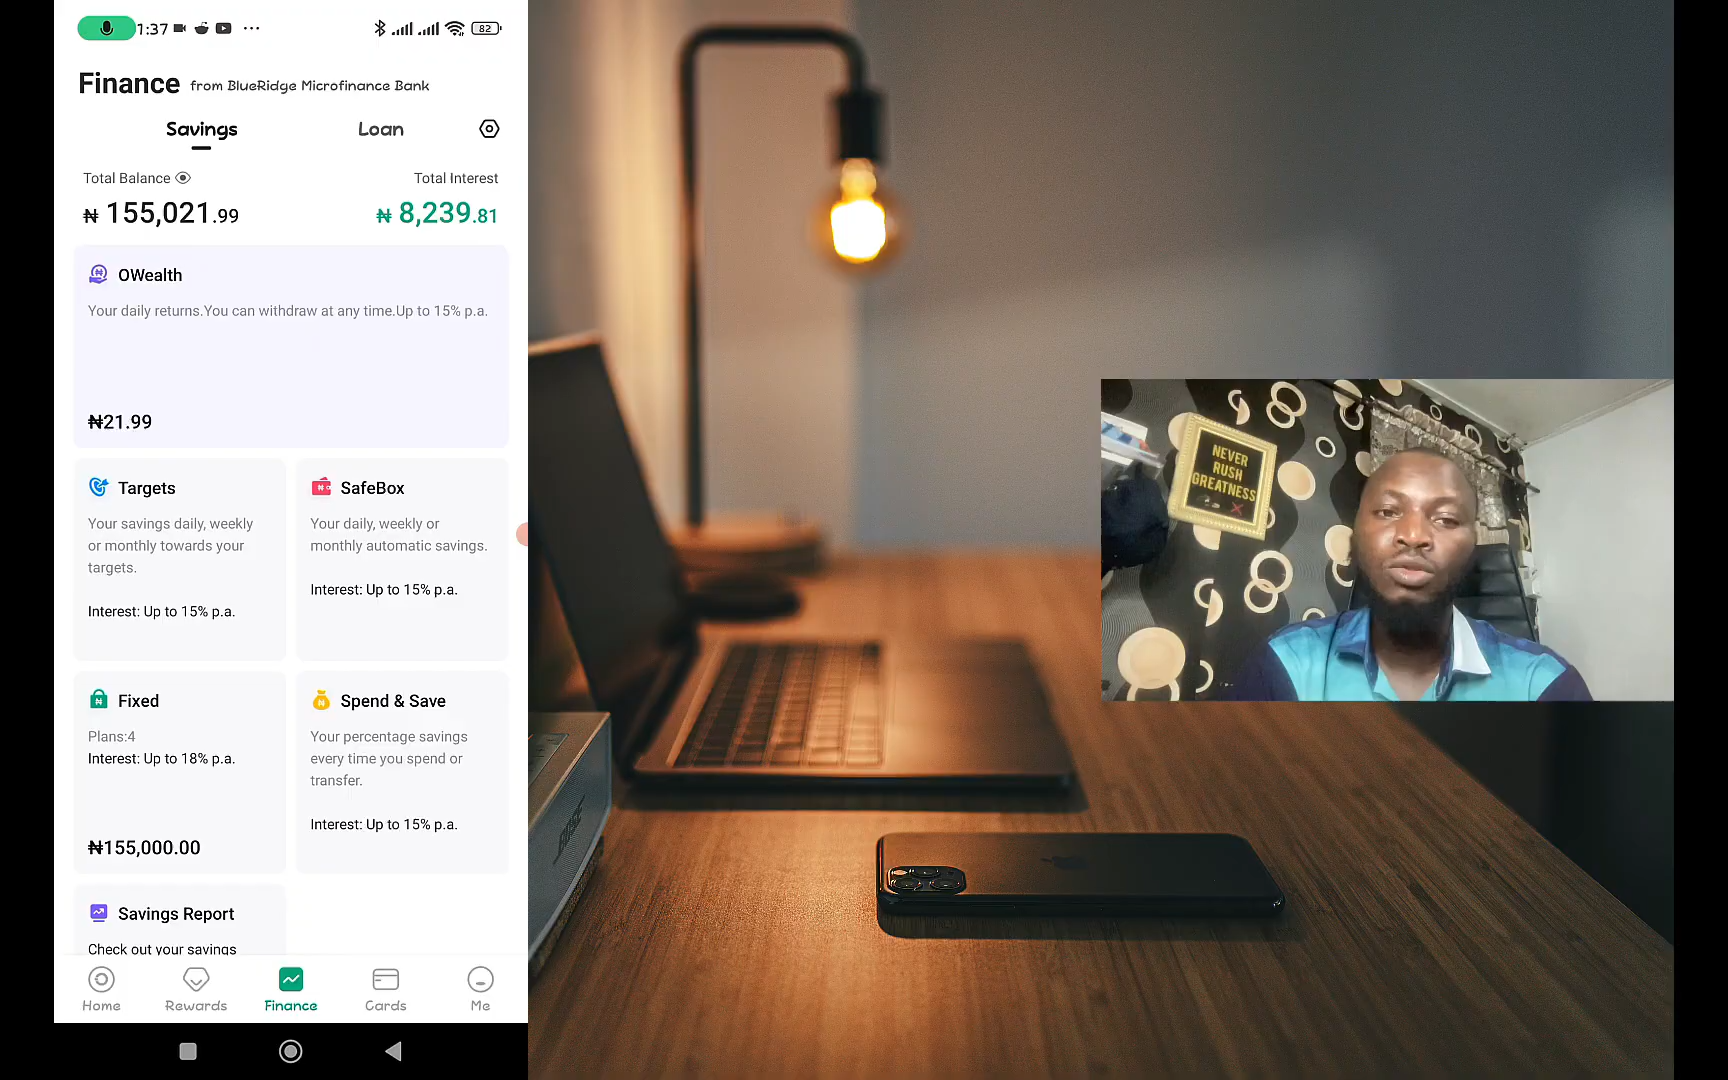 1:37
82
Finance from BlueRidge Microfinance Bank
Savings Loan
Total Balance Total Interest
₦ 155,021.99 ₦ 8,239.81
OWealth
Your daily returns.You can withdraw at any time.Up to 15% p.a.
₦21.99
Targets
Your savings daily, weekly
or monthly towards your
targets.
Interest: Up to 15% p.a.
SafeBox
Your daily, weekly or
monthly automatic savings.
Interest: Up to 15% p.a.
Fixed
Plans:4
Interest: Up to 18% p.a.
₦155,000.00
Spend & Save
Your percentage savings
every time you spend or
transfer.
Interest: Up to 15% p.a.
Savings Report
Check out your savings
Home Rewards Finance Cards Me
NEVER
RUSH
GREATNESS